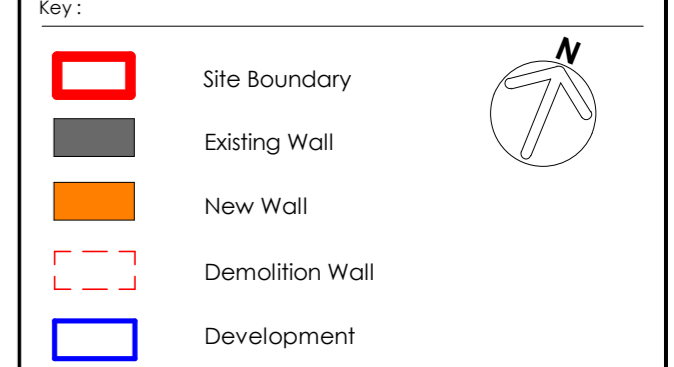 Key :
N
Site Boundary
Existing Wall
New Wall
Demolition Wall
Development